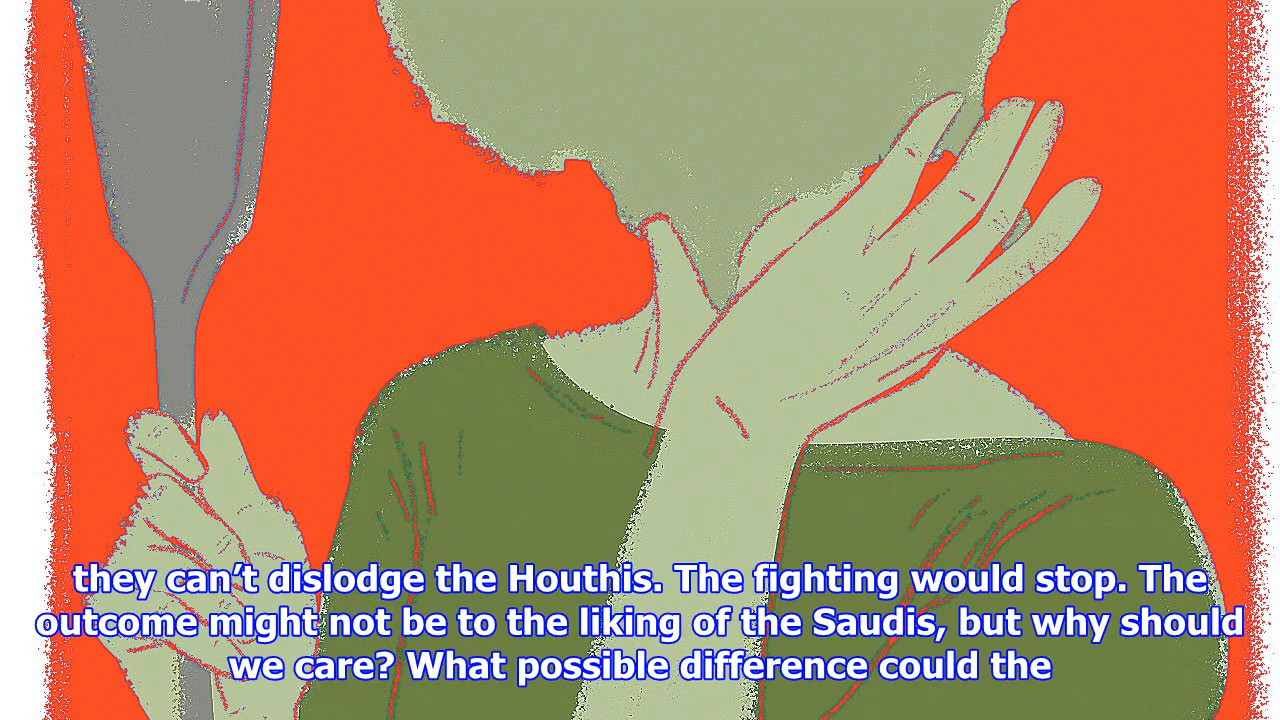 they can’t dislodge the Houthis. The fighting would stop. The
outcome might not be to the liking of the Saudis, but why should
we care? What possible difference could the